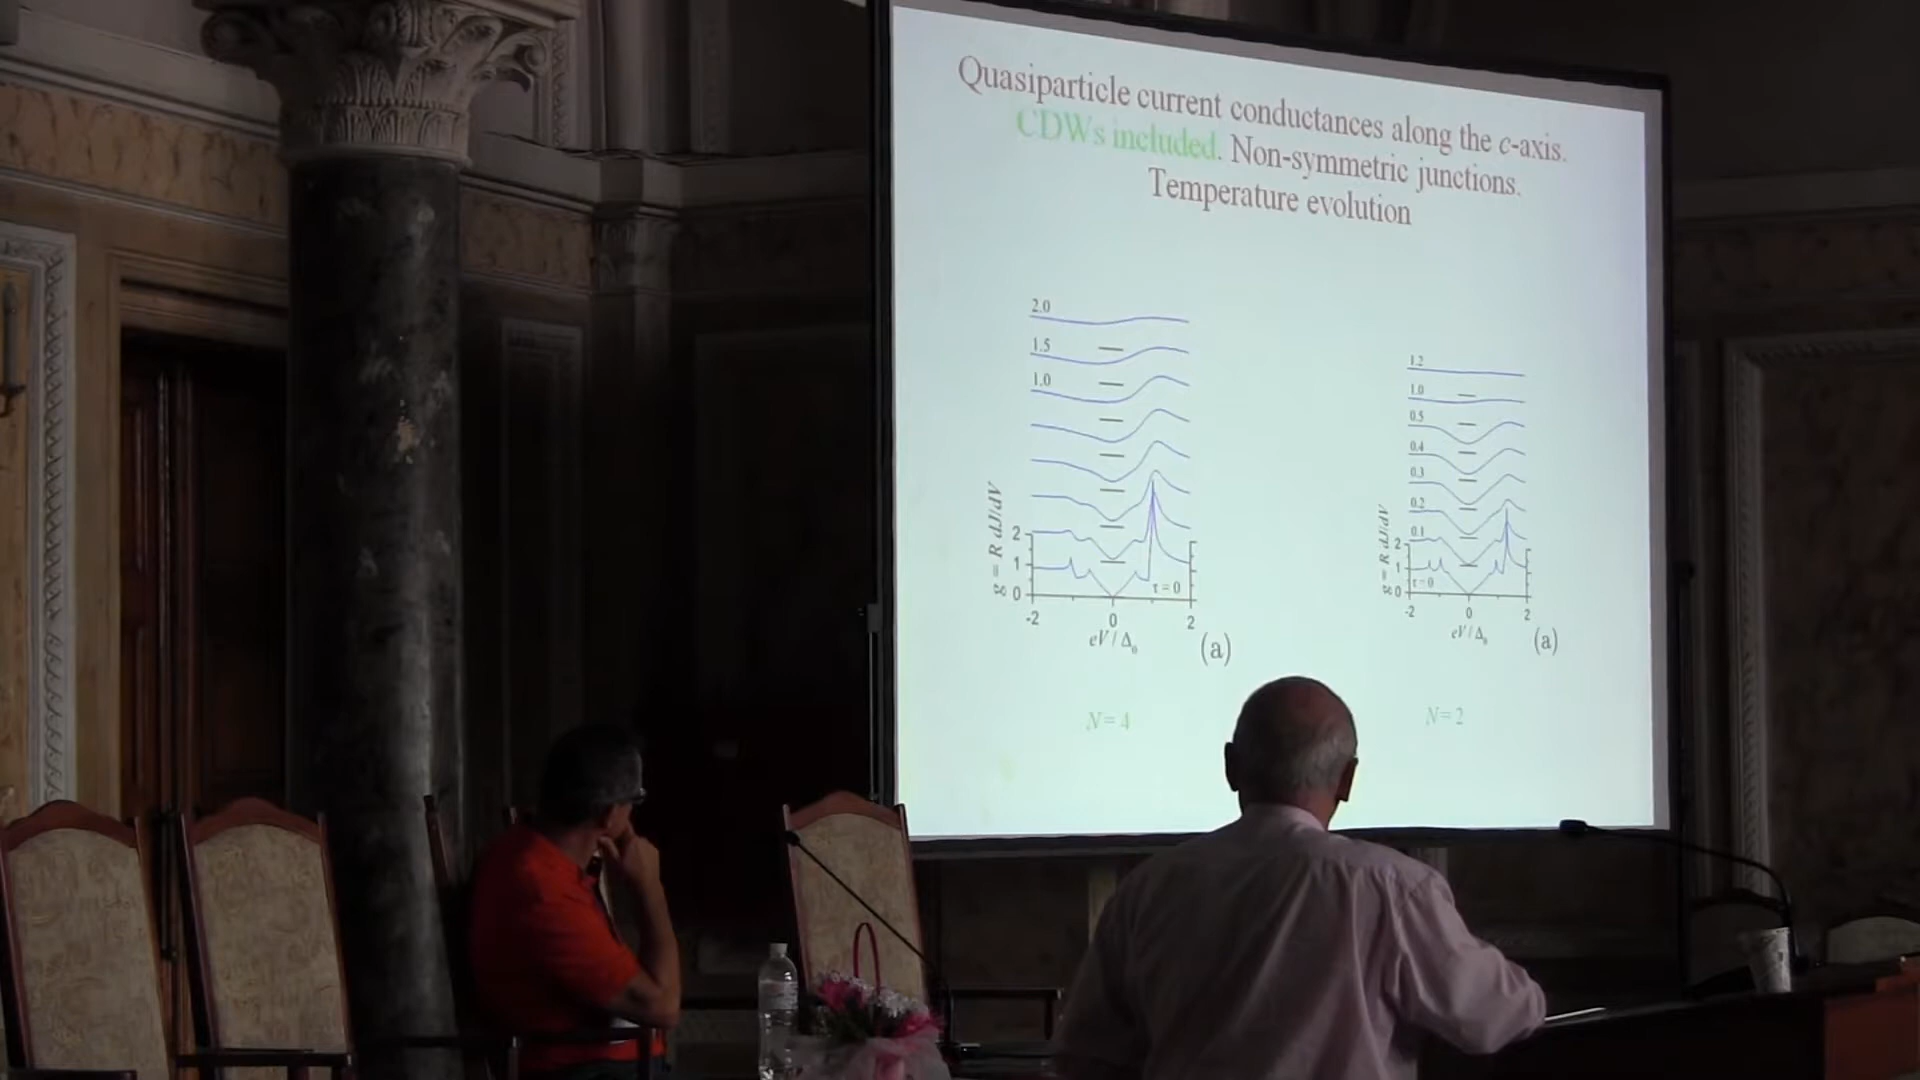 Quasiparticle current conductances along the c-axis.
CDWs included. Non-symmetric junctions.
Temperature evolution
2.0
1.5
1.0
g = R dJ/dV
2
1
0
τ = 0
-2
0
2
eV / Δ₀
(a)
N = 4
1.2
1.0
0.5
0.4
0.3
0.2
0.1
g = R dJ/dV
2
1
0
τ = 0
-2
0
2
eV / Δ₀
(a)
N = 2